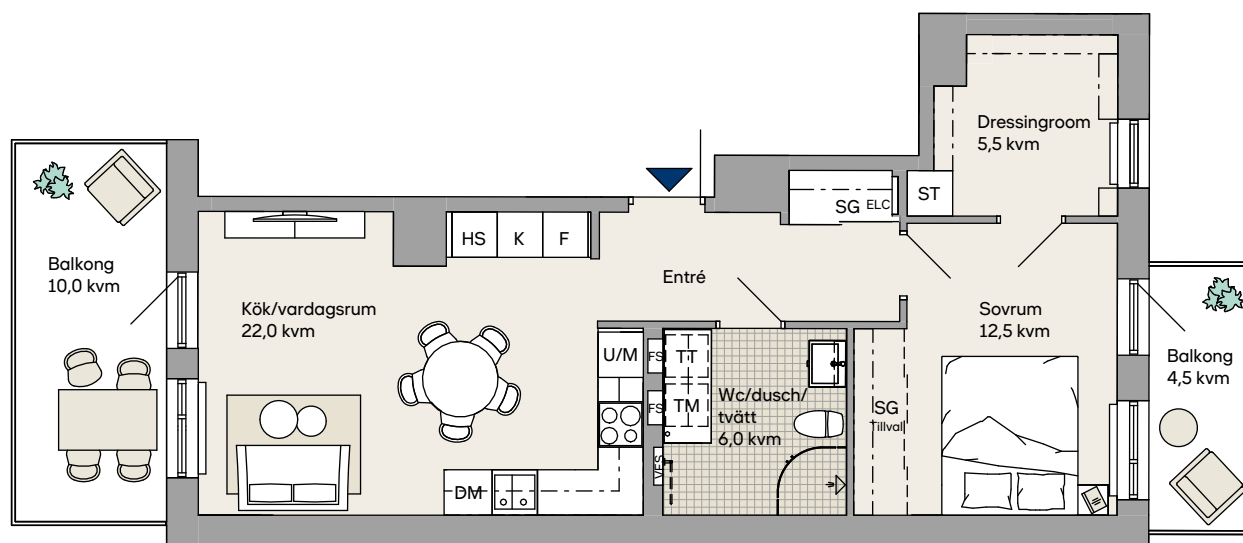 Balkong
10,0 kvm
Kök/vardagsrum
22,0 kvm
HS
K
F
Entré
SG
ELC
ST
Dressingroom
5,5 kvm
Sovrum
12,5 kvm
Balkong
4,5 kvm
U/M
FS
FS
VFS
TT
TM
Wc/dusch/
tvätt
6,0 kvm
SG
Tillval
DM